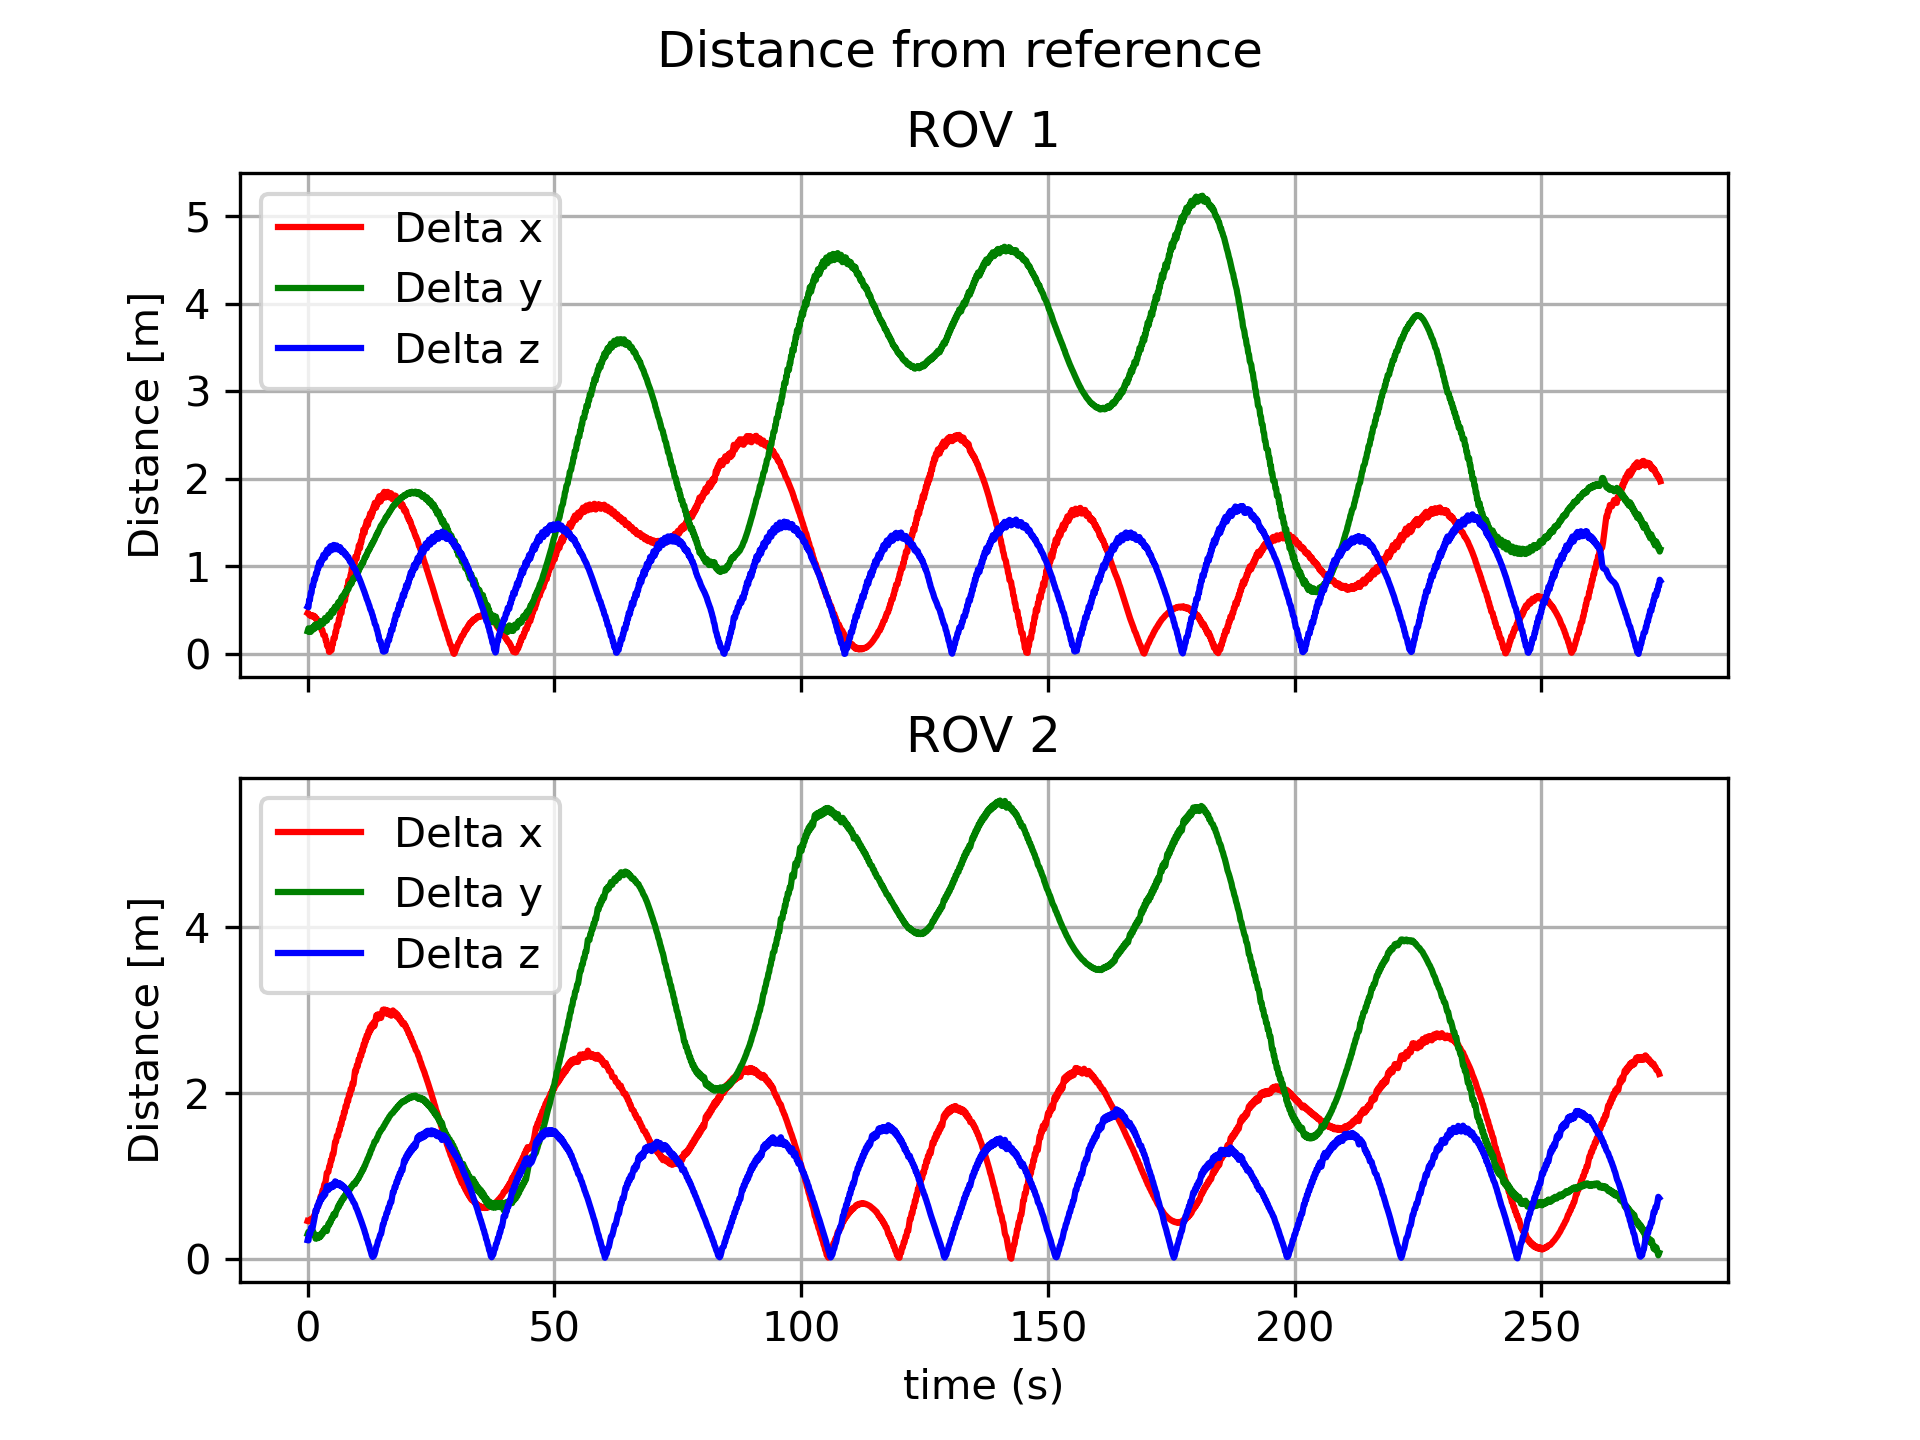 Distance from reference
ROV 1
Distance [m]
5
4
3
2
1
0
Delta x
Delta y
Delta z
ROV 2
Distance [m]
4
2
0
Delta x
Delta y
Delta z
0 50 100 150 200 250
time (s)